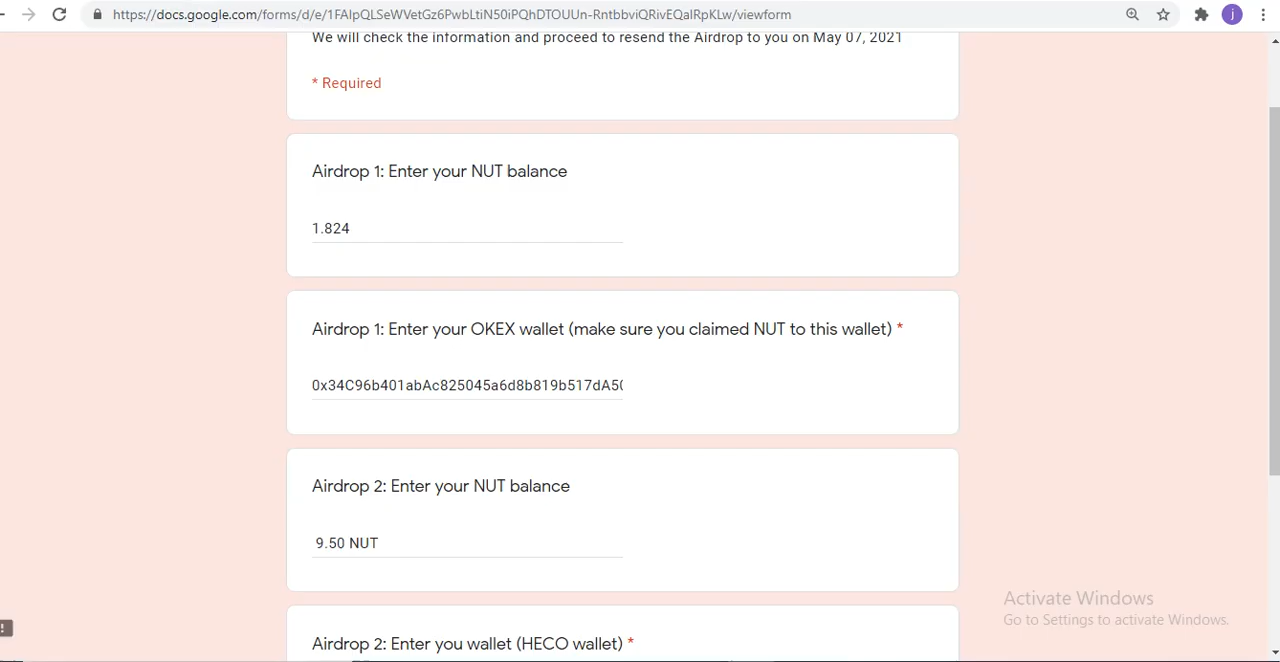 https://docs.google.com/forms/d/e/1FAIpQLSeWVetGz6PwbLtiN50iPQhDTOUUn-RntbbviQRivEQalRpKLw/viewform
j
We will check the information and proceed to resend the Airdrop to you on May 07, 2021
* Required
Airdrop 1: Enter your NUT balance
1.824
Airdrop 1: Enter your OKEX wallet (make sure you claimed NUT to this wallet) *
0x34C96b401abAc825045a6d8b819b517dA50
Airdrop 2: Enter your NUT balance
9.50 NUT
Activate Windows
Go to Settings to activate Windows.
Airdrop 2: Enter you wallet (HECO wallet) *